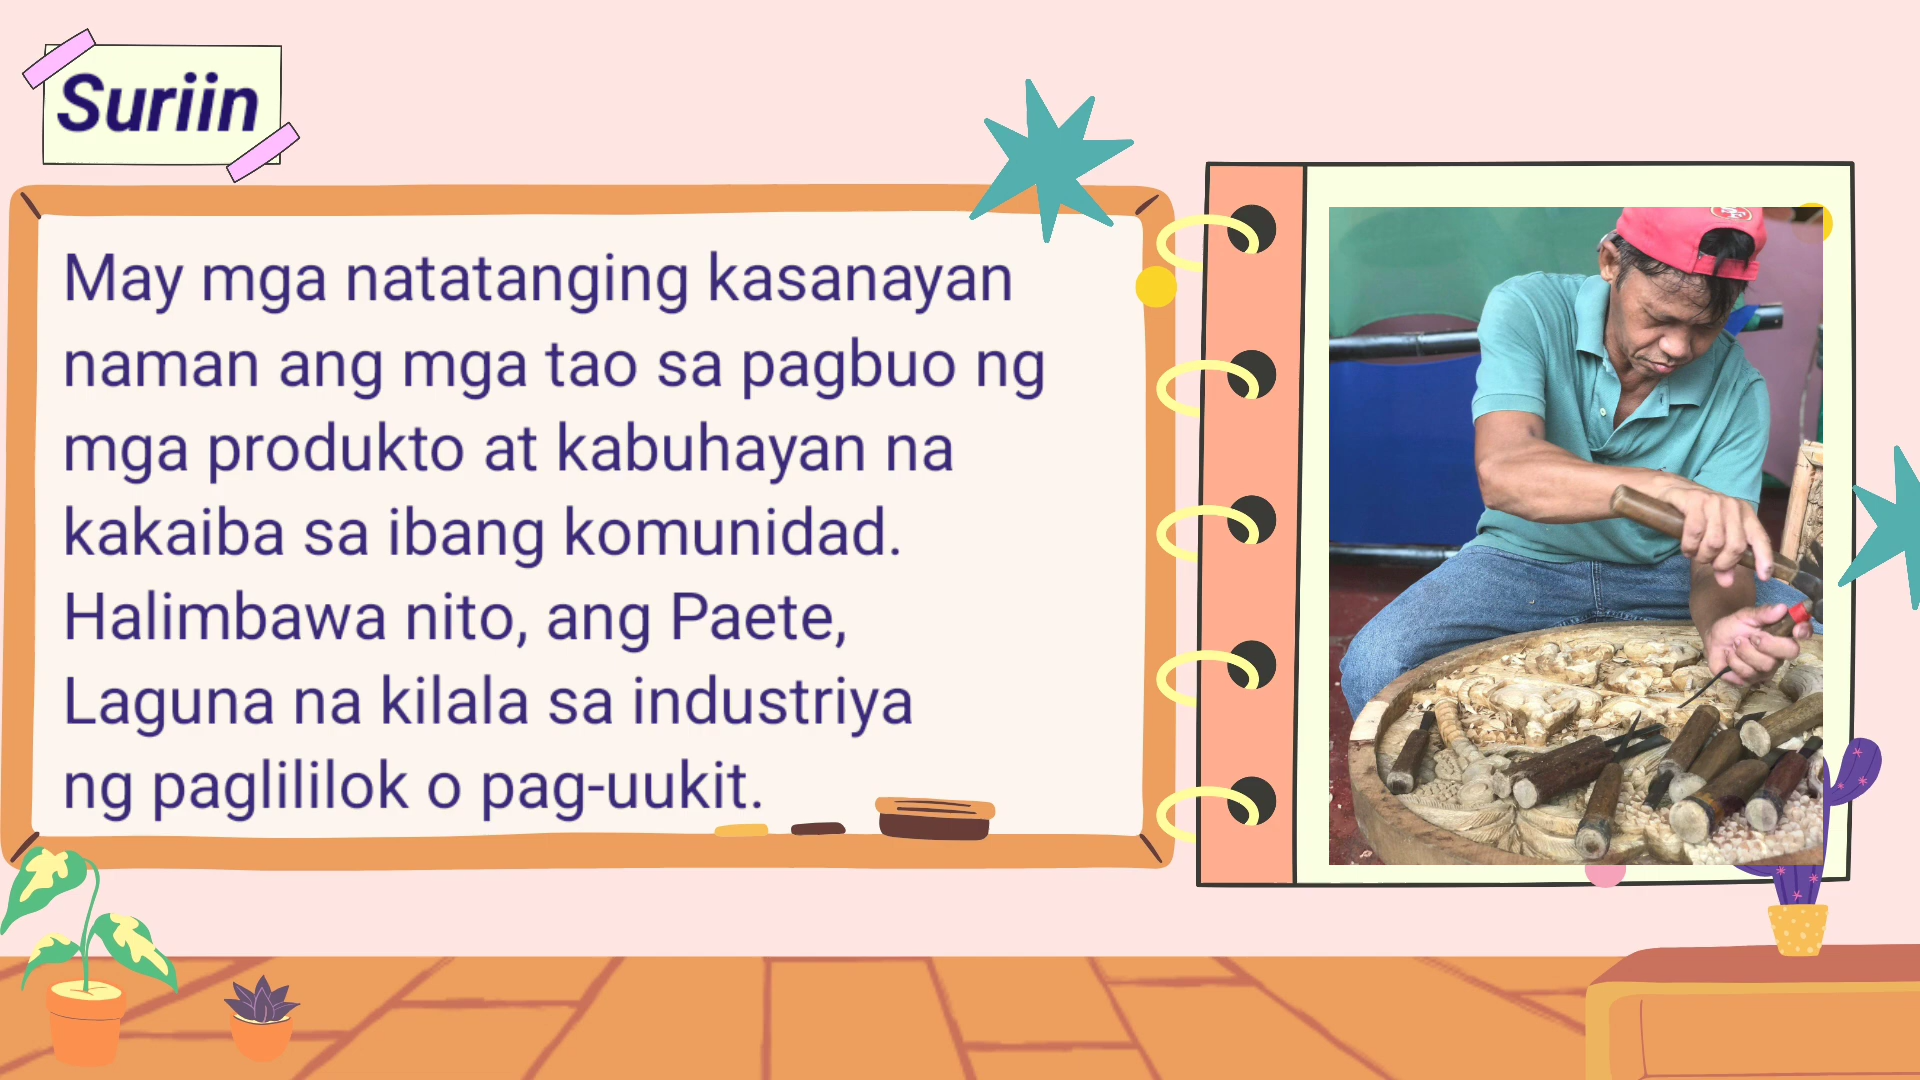 Suriin
May mga natatanging kasanayan
naman ang mga tao sa pagbuo ng
mga produkto at kabuhayan na
kakaiba sa ibang komunidad.
Halimbawa nito, ang Paete,
Laguna na kilala sa industriya
ng paglililok o pag-uukit.